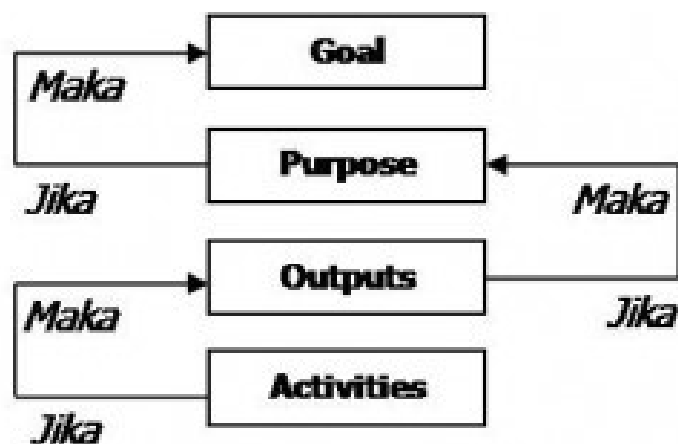 Goal
Maka
Purpose
Jika
Maka
Outputs
Maka
Jika
Activities
Jika